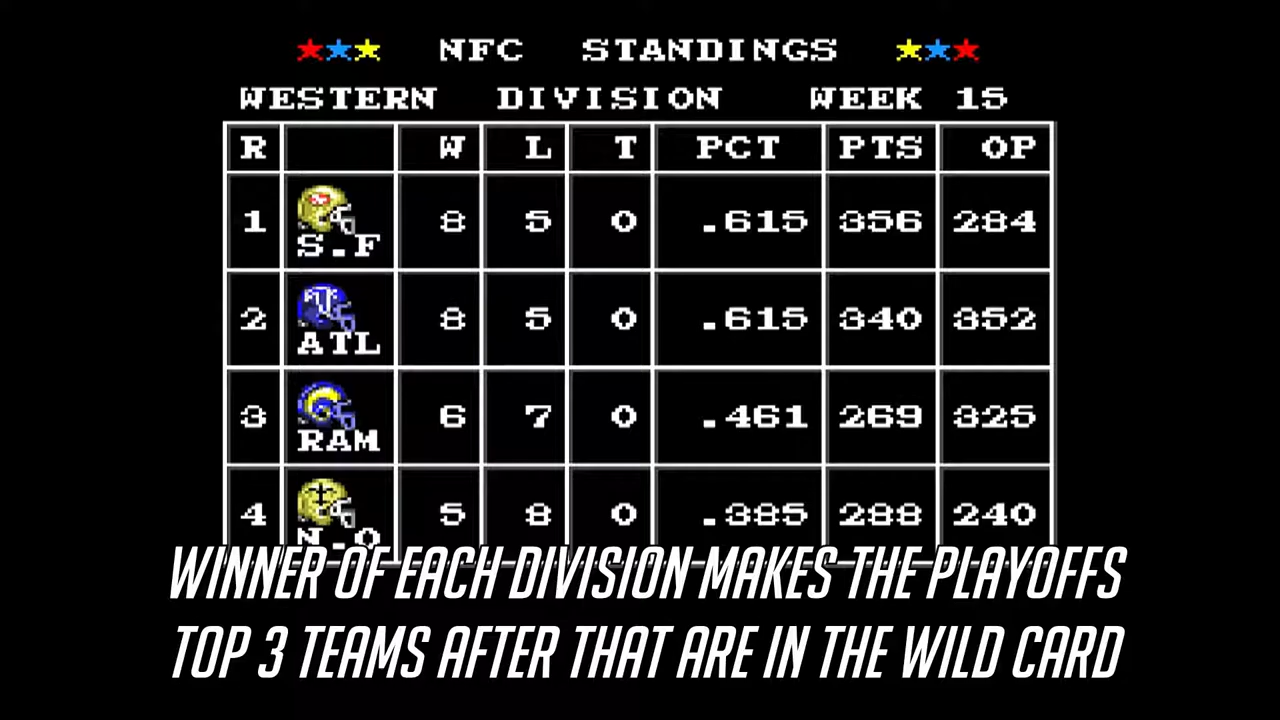 NFC STANDINGS
WESTERN DIVISION WEEK 15
R W L T PCT PTS OP
1 S.F 8 5 0 .615 356 284
2 ATL 8 5 0 .615 340 352
3 RAM 6 7 0 .461 269 325
4 N.O 5 8 0 .385 288 240
WINNER OF EACH DIVISION MAKES THE PLAYOFFS
TOP 3 TEAMS AFTER THAT ARE IN THE WILD CARD